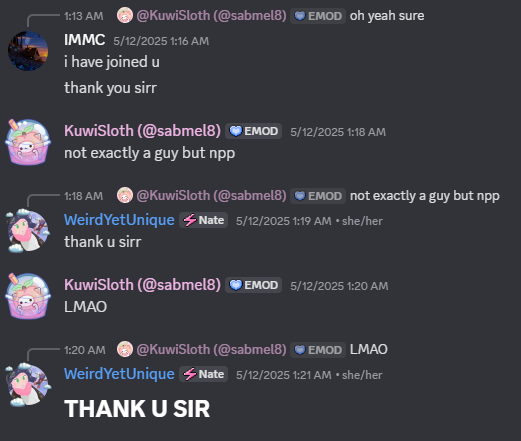 1:13 AM @KuwiSloth (@sabmel8) EMOD oh yeah sure
IMMC 5/12/2025 1:16 AM
i have joined u
thank you sirr
KuwiSloth (@sabmel8) EMOD 5/12/2025 1:18 AM
not exactly a guy but npp
1:18 AM @KuwiSloth (@sabmel8) EMOD not exactly a guy but npp
WeirdYetUnique Nate 5/12/2025 1:19 AM • she/her
thank u sirr
KuwiSloth (@sabmel8) EMOD 5/12/2025 1:20 AM
LMAO
1:20 AM @KuwiSloth (@sabmel8) EMOD LMAO
WeirdYetUnique Nate 5/12/2025 1:21 AM • she/her
THANK U SIR